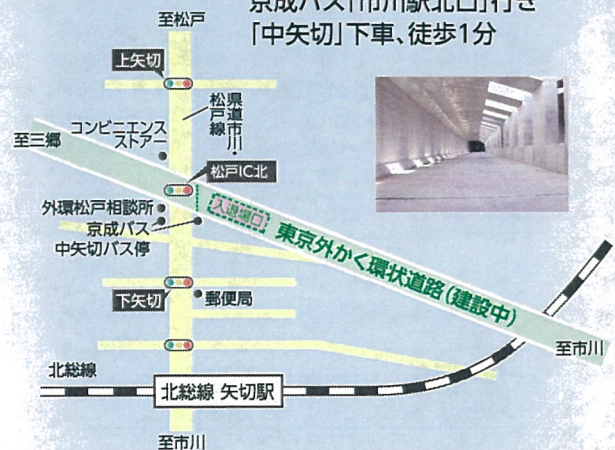 京成バス「市川駅北口」行き
「中矢切」下車、徒歩1分
至松戸
上矢切
県道市川・
松戸線
コンビニエンス
ストアー
至三郷
松戸IC北
外環松戸相談所
京成バス
中矢切バス停
入退場口
東京外かく環状道路(建設中)
下矢切
郵便局
至市川
北総線
北総線 矢切駅
至市川